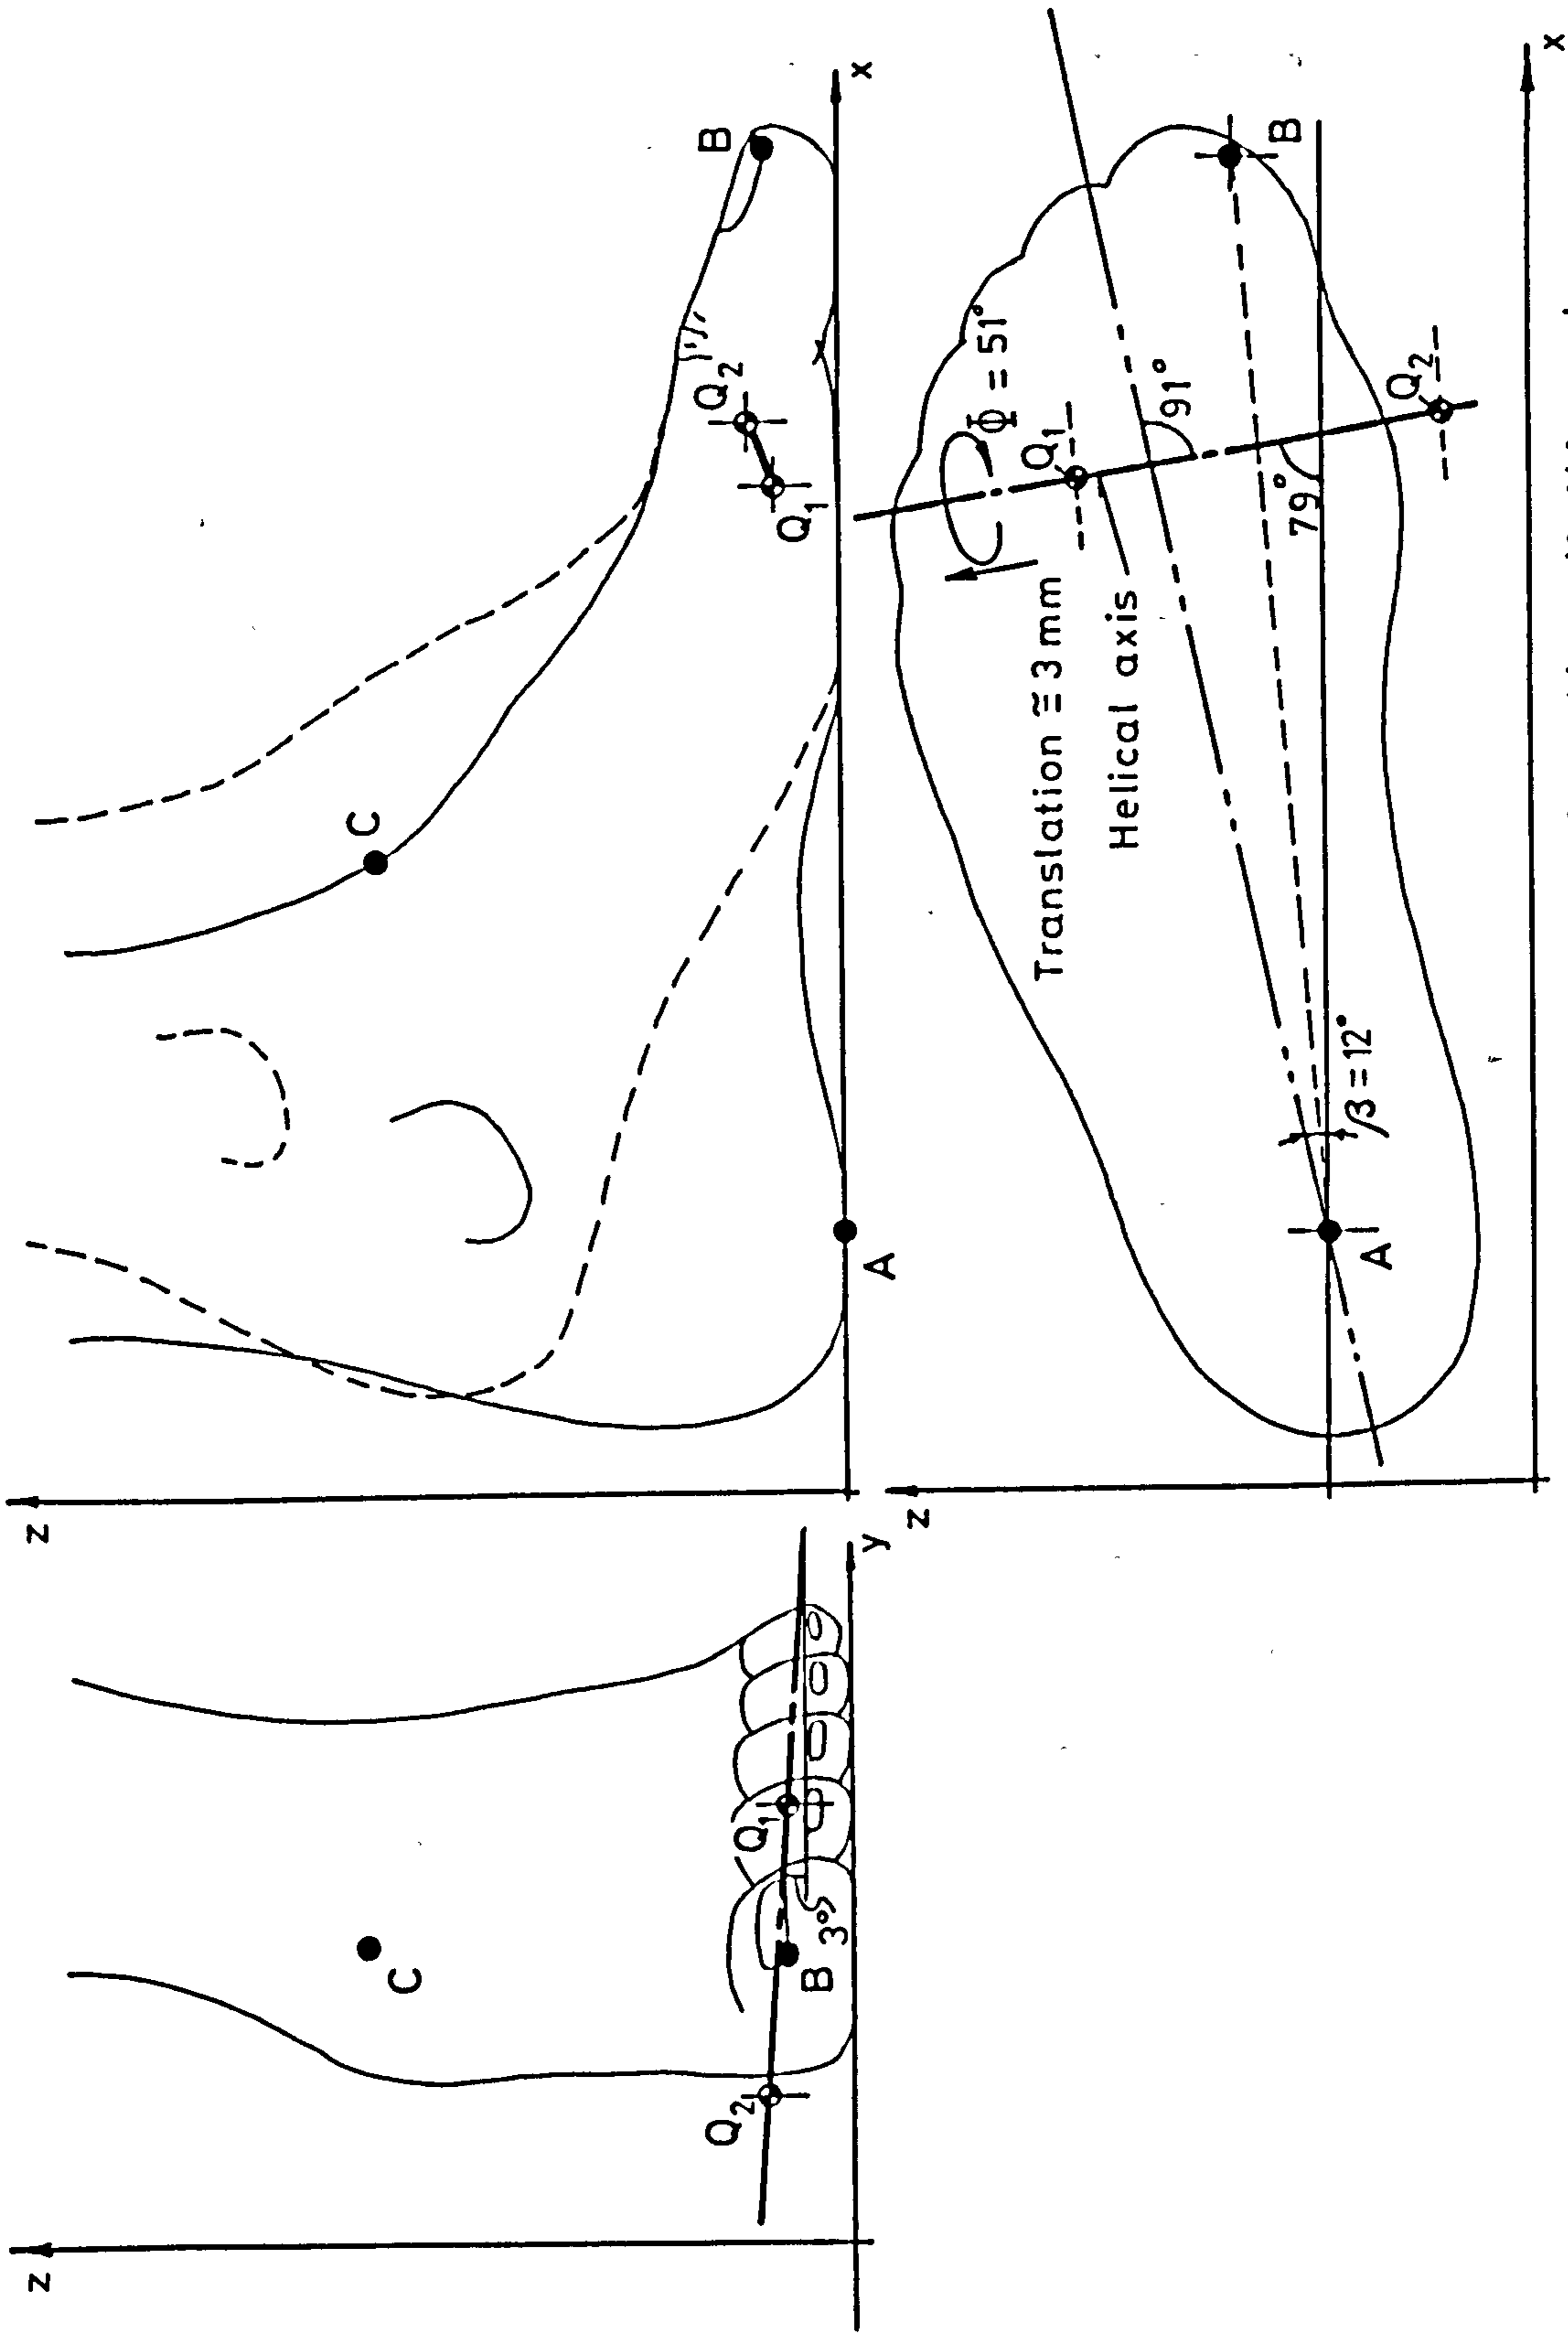 z
C
Q2
Q1
B
3°
y
z
C
Q2
Q1
B
A
x
z
Φ = 51°
Q1
Translation ≅ 3 mm
Helical axis
91°
79°
Q2
B
A
β = 12°
x